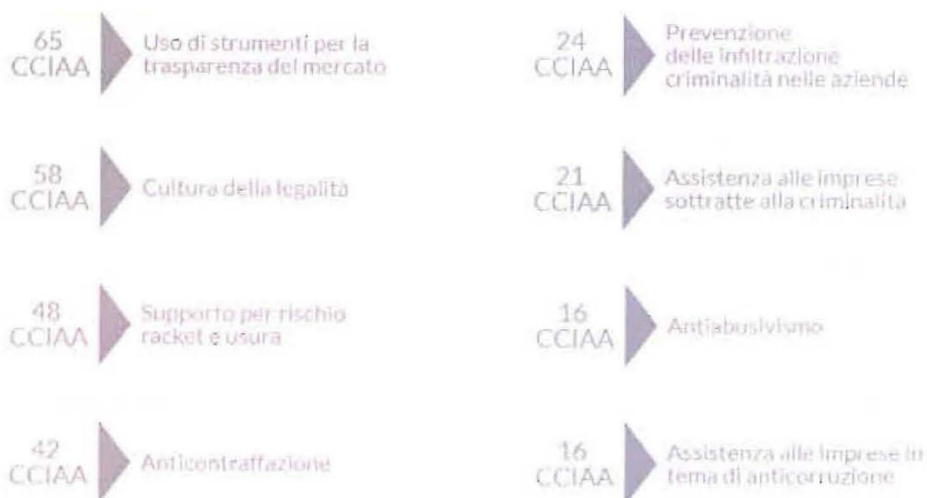 65
CCIAA
Uso di strumenti per la
trasparenza del mercato
58
CCIAA
Cultura della legalità
48
CCIAA
Supporto per rischio
racket e usura
42
CCIAA
Anticontraffazione
24
CCIAA
Prevenzione
delle infiltrazione
criminalità nelle aziende
21
CCIAA
Assistenza alle imprese
sottratte alla criminalità
16
CCIAA
Antiabusivismo
16
CCIAA
Assistenza alle imprese in
tema di anticorruzione